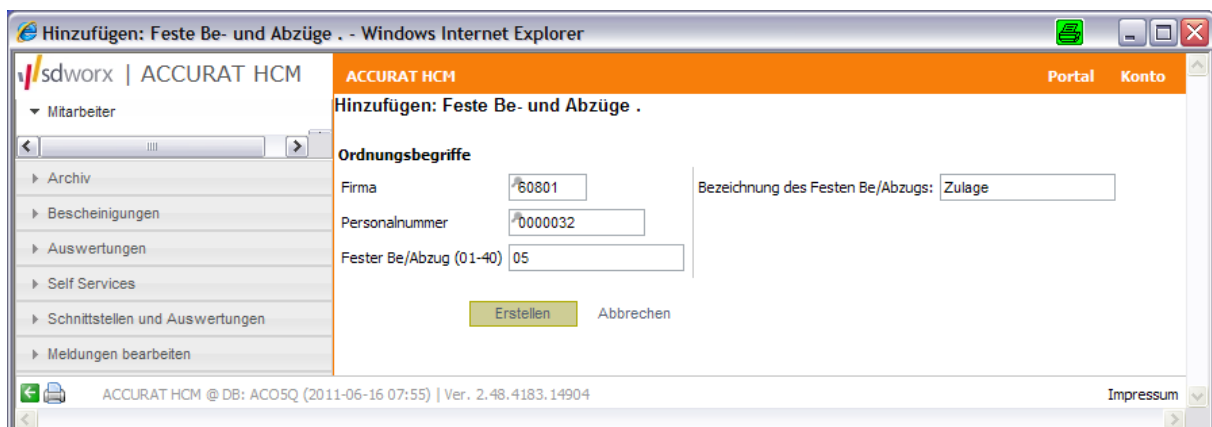 Hinzufügen: Feste Be- und Abzüge . - Windows Internet Explorer
sdworx | ACCURAT HCM
ACCURAT HCM
Portal Konto
Mitarbeiter
Archiv
Bescheinigungen
Auswertungen
Self Services
Schnittstellen und Auswertungen
Meldungen bearbeiten
Hinzufügen: Feste Be- und Abzüge .
Ordnungsbegriffe
Firma 60801
Bezeichnung des Festen Be/Abzugs: Zulage
Personalnummer 0000032
Fester Be/Abzug (01-40) 05
Erstellen Abbrechen
ACCURAT HCM @ DB: ACO5Q (2011-06-16 07:55) | Ver. 2.48.4183.14904
Impressum